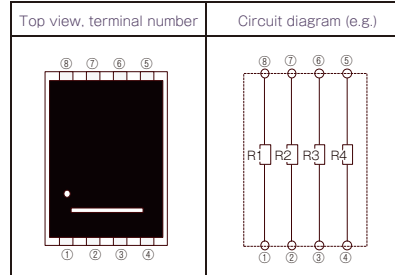 Top view, terminal number
Circuit diagram (e.g.)
⑧ ⑦ ⑥ ⑤
① ② ③ ④
⑧ ⑦ ⑥ ⑤
R1 R2 R3 R4
① ② ③ ④